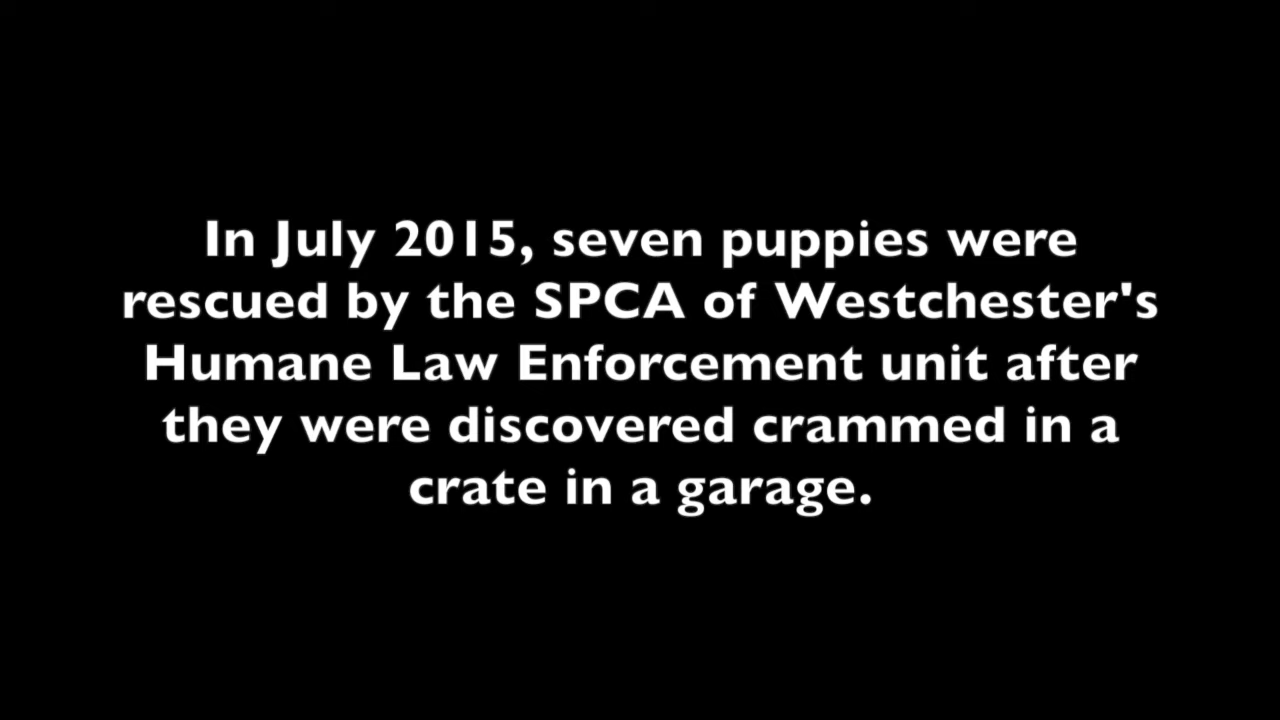 In July 2015, seven puppies were
rescued by the SPCA of Westchester's
Humane Law Enforcement unit after
they were discovered crammed in a
crate in a garage.